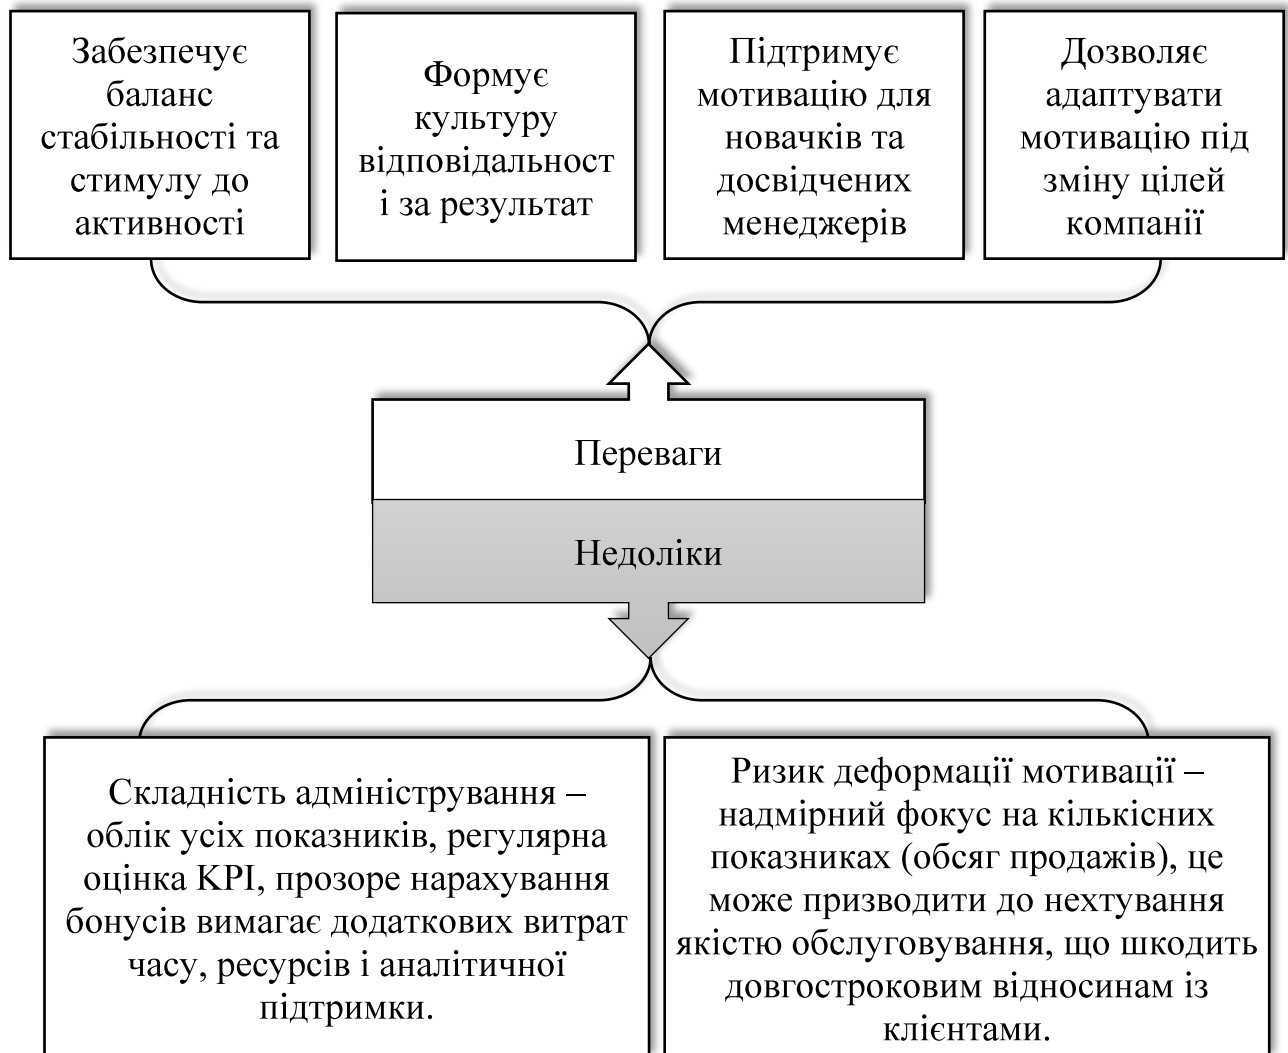 Забезпечує
баланс
стабільності та
стимулу до
активності
Формує
культуру
відповідальност
і за результат
Підтримує
мотивацію для
новачків та
досвідчених
менеджерів
Дозволяє
адаптувати
мотивацію під
зміну цілей
компанії
Переваги
Недоліки
Складність адміністрування –
облік усіх показників, регулярна
оцінка KPI, прозоре нарахування
бонусів вимагає додаткових витрат
часу, ресурсів і аналітичної
підтримки.
Ризик деформації мотивації –
надмірний фокус на кількісних
показниках (обсяг продажів), це
може призводити до нехтування
якістю обслуговування, що шкодить
довгостроковим відносинам із
клієнтами.